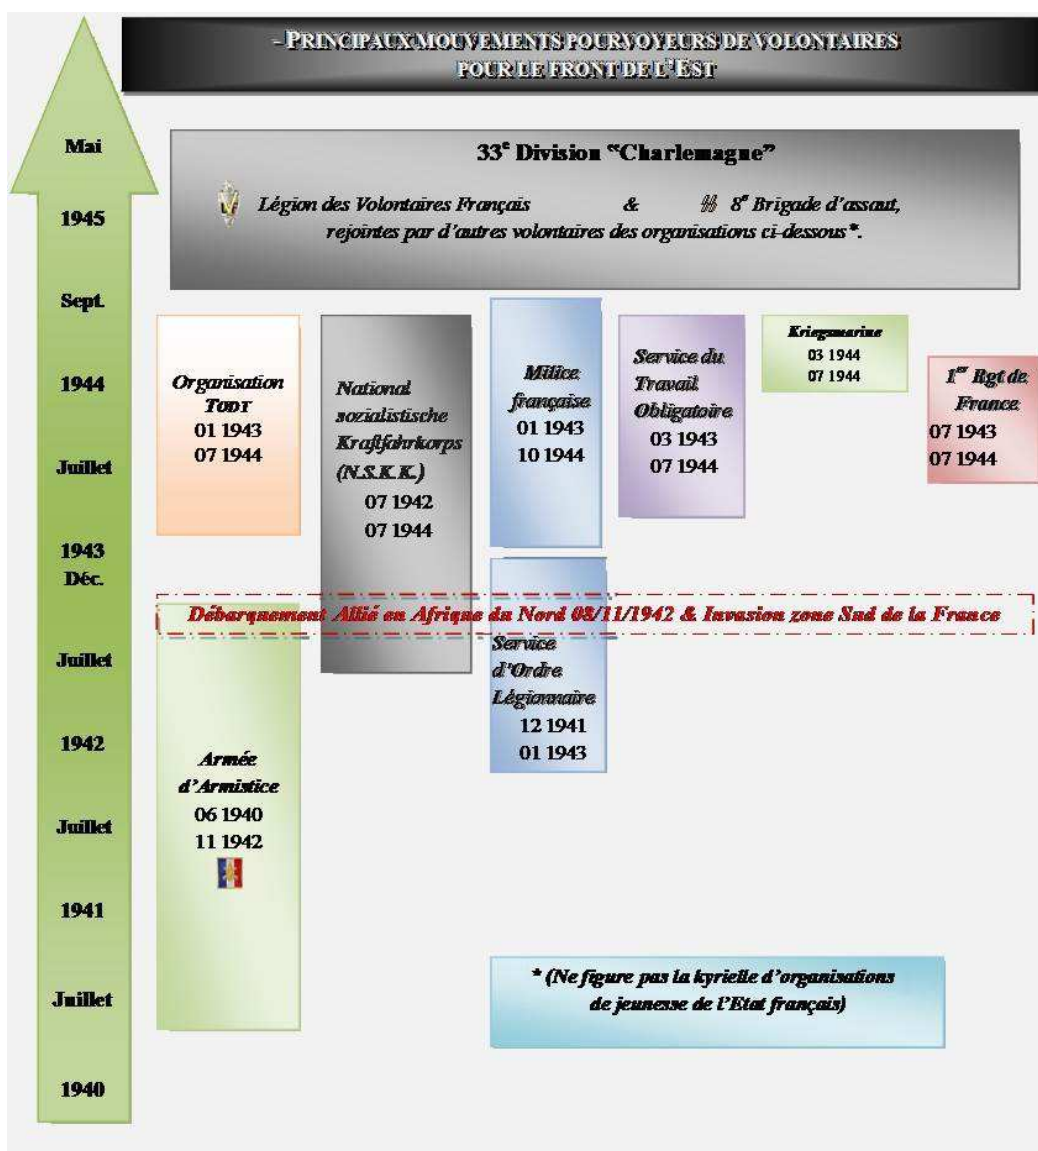 - PRINCIPAUX MOUVEMENTS POURVOYEURS DE VOLONTAIRES
POUR LE FRONT DE L'EST
Mai
1945
Sept.
1944
Juillet
1943
Déc.
Juillet
1942
Juillet
1941
Juillet
1940
33e Division “Charlemagne”
Légion des Volontaires Français & 8e Brigade d'assaut,
rejointes par d'autres volontaires des organisations ci-dessous*.
Organisation
TODT
01 1943
07 1944
National
sozialistische
Kraftfahrkorps
(N.S.K.K.)
07 1942
07 1944
Milice
française
01 1943
10 1944
Service du
Travail
Obligatoire
03 1943
07 1944
Kriegsmarine
03 1944
07 1944
1er Rgt de
France
07 1943
07 1944
Débarquement Allié en Afrique du Nord 08/11/1942 & Invasion zone Sud de la France
Service
d'Ordre
Légionnaire
12 1941
01 1943
Armée
d'Armistice
06 1940
11 1942
* (Ne figure pas la kyrielle d'organisations
de jeunesse de l'Etat français)